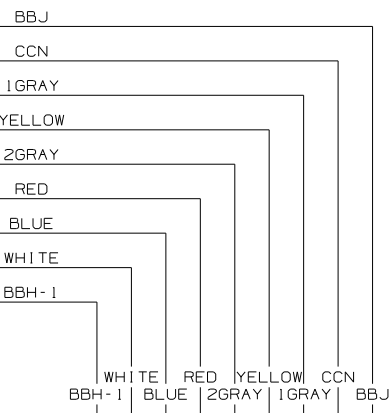 BBJ
CCN
1GRAY
YELLOW
2GRAY
RED
BLUE
WHITE
BBH-1
WHITE RED YELLOW CCN
BBH-1 BLUE 2GRAY 1GRAY BBJ